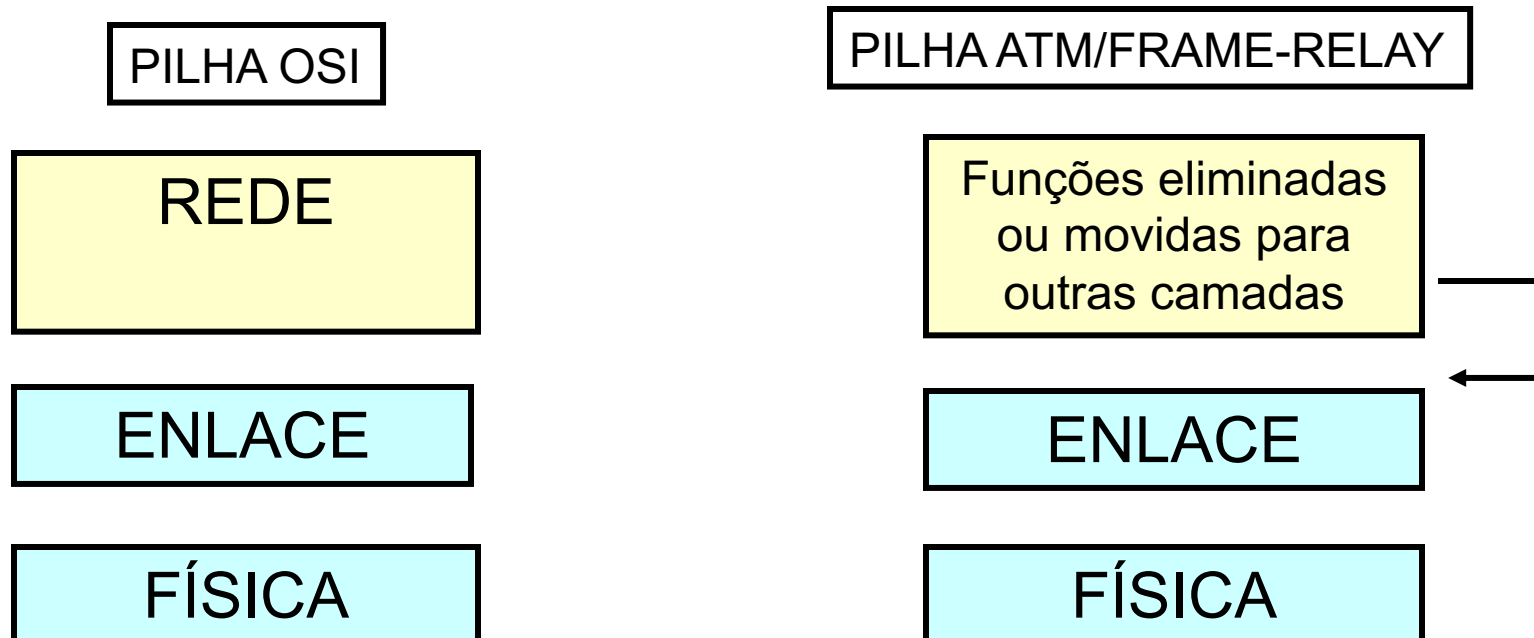 PILHA OSI
REDE
ENLACE
FÍSICA
PILHA ATM/FRAME-RELAY
Funções eliminadas
ou movidas para
outras camadas
ENLACE
FÍSICA